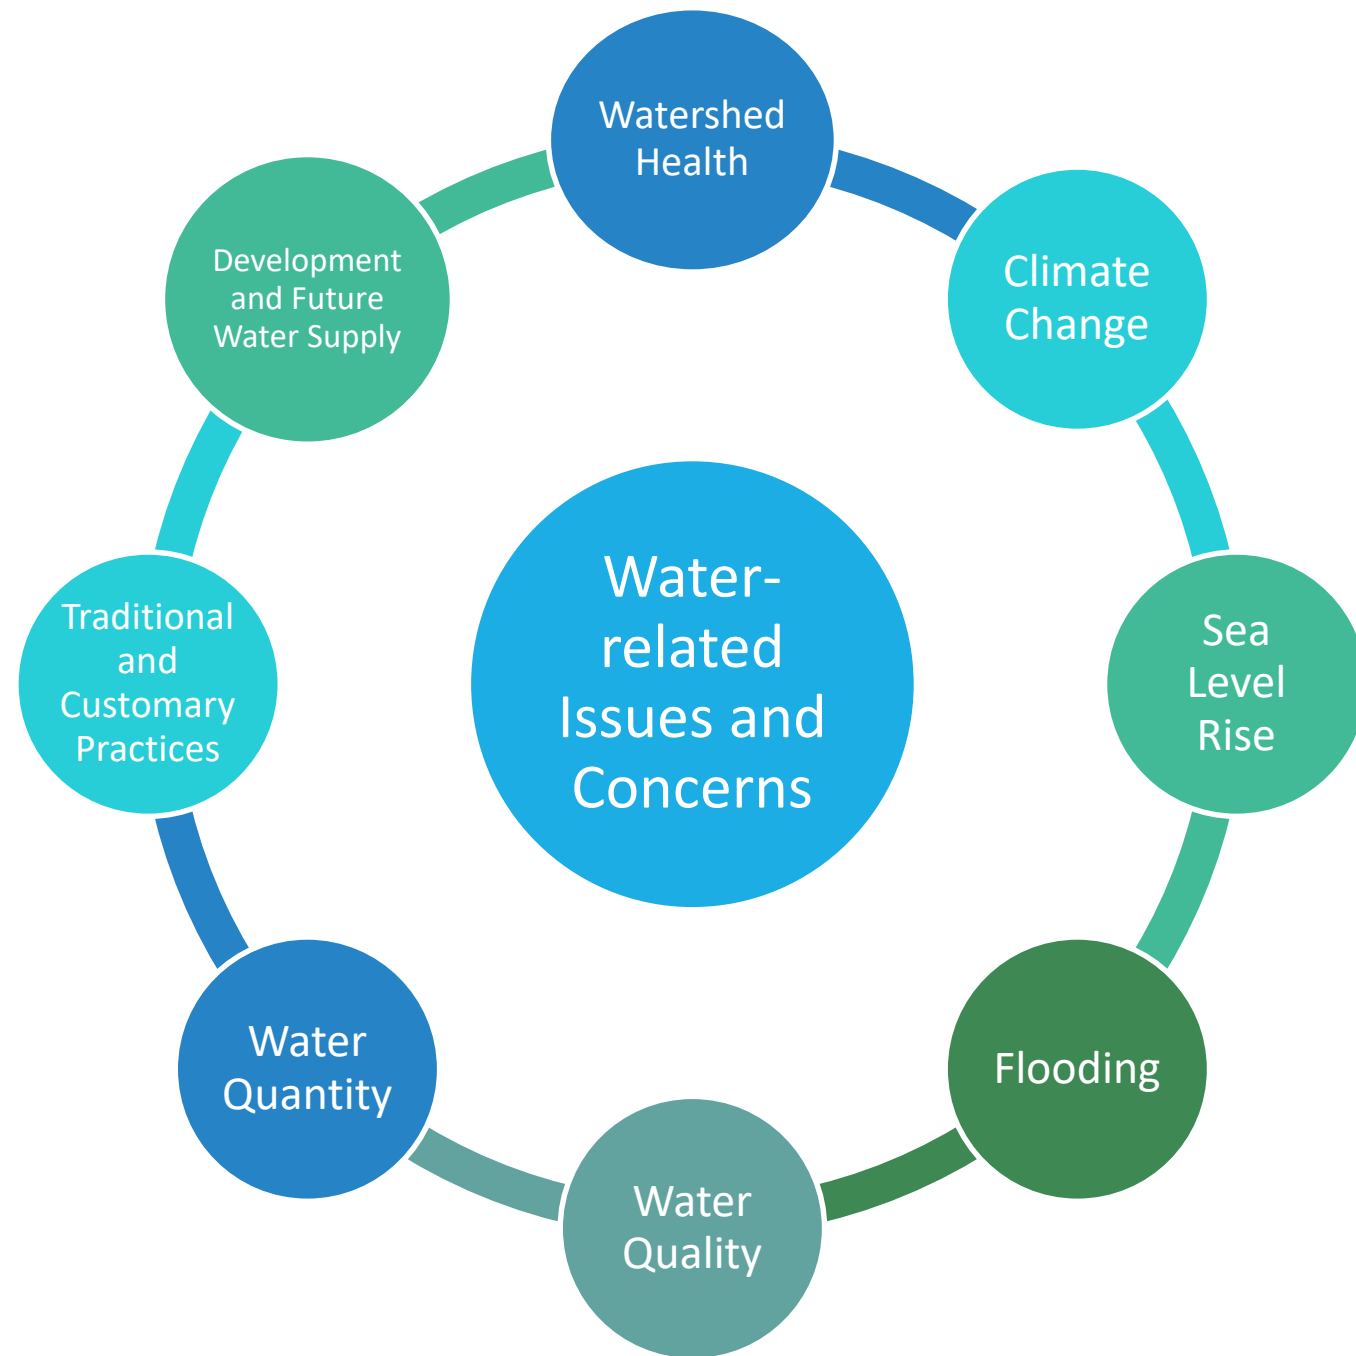 Watershed
Health
Climate
Change
Sea
Level
Rise
Flooding
Water
Quality
Water
Quantity
Traditional
and
Customary
Practices
Development
and Future
Water Supply
Water-
related
Issues and
Concerns